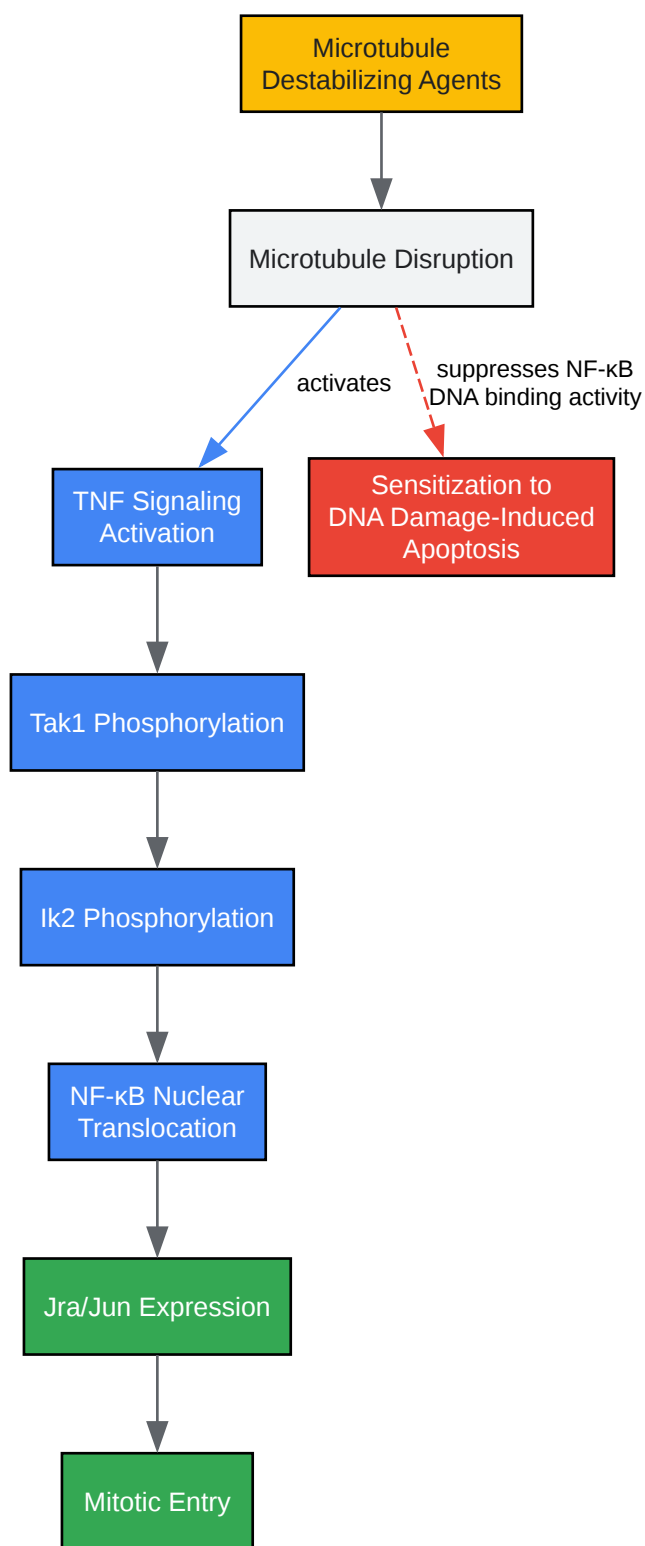 Microtubule
Destabilizing Agents
Microtubule Disruption
activates
suppresses NF-κB
DNA binding activity
TNF Signaling
Activation
Sensitization to
DNA Damage-Induced
Apoptosis
Tak1 Phosphorylation
Ik2 Phosphorylation
NF-κB Nuclear
Translocation
Jra/Jun Expression
Mitotic Entry